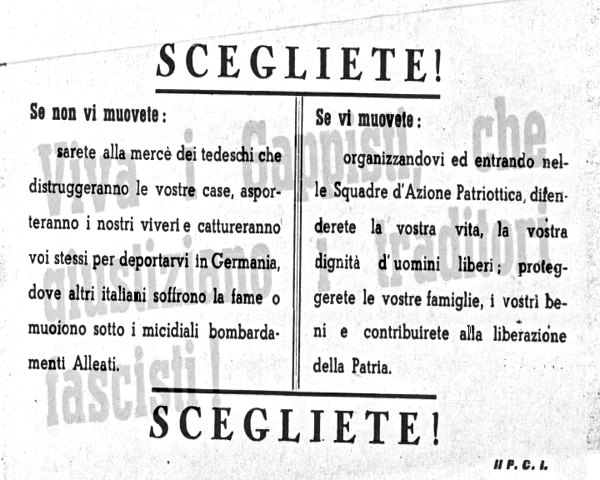 SCEGLIETE!
Se non vi muovete:
sarete alla mercè dei tedeschi che
distruggeranno le vostre case, aspor-
teranno i nostri viveri e cattureranno
voi stessi per deportarvi in Germania,
dove altri italiani soffrono la fame o
muoiono sotto i micidiali bombarda-
menti Alleati.
Se vi muovete:
organizzandovi ed entrando nel-
le Squadre d'Azione Patriottica, difen-
derete la vostra vita, la vostra
dignità d'uomini liberi; proteg-
gerete le vostre famiglie, i vostri be-
ni e contribuirete alla liberazione
della Patria.
SCEGLIETE!
Il P. C. I.
Viva i Gappisti, che
giustiziano i traditori
fascisti!